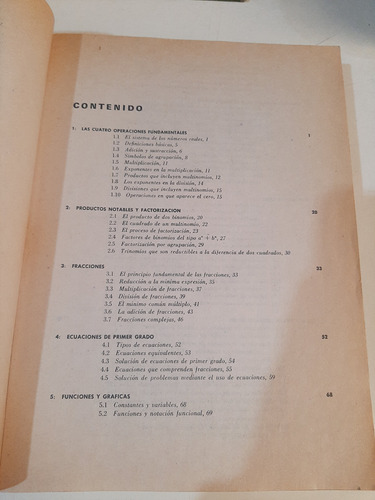 CONTENIDO
1: LAS CUATRO OPERACIONES FUNDAMENTALES 1
1.1 El sistema de los números reales, 1
1.2 Definiciones básicas, 5
1.3 Adición y sustracción, 6
1.4 Símbolos de agrupación, 8
1.5 Multiplicación, 11
1.6 Exponentes en la multiplicación, 11
1.7 Productos que incluyen multinomios, 12
1.8 Los exponentes en la división, 14
1.9 Divisiones que incluyen multinomios, 15
1.10 Operaciones en que aparece el cero, 15
2: PRODUCTOS NOTABLES Y FACTORIZACION 20
2.1 El producto de dos binomios, 20
2.2 El cuadrado de un multinomio, 22
2.3 El proceso de factorización, 23
2.4 Factores de binomios del tipo aⁿ + bⁿ, 27
2.5 Factorización por agrupación, 29
2.6 Trinomios que son reductibles a la diferencia de dos cuadrados, 30
3: FRACCIONES 33
3.1 El principio fundamental de las fracciones, 33
3.2 Reducción a la mínima expresión, 35
3.3 Multiplicación de fracciones, 37
3.4 División de fracciones, 39
3.5 El mínimo común múltiplo, 41
3.6 La adición de fracciones, 43
3.7 Fracciones complejas, 46
4: ECUACIONES DE PRIMER GRADO 52
4.1 Tipos de ecuaciones, 52
4.2 Ecuaciones equivalentes, 53
4.3 Solución de ecuaciones de primer grado, 54
4.4 Ecuaciones que comprenden fracciones, 55
4.5 Solución de problemas mediante el uso de ecuaciones, 59
5: FUNCIONES Y GRAFICAS 68
5.1 Constantes y variables, 68
5.2 Funciones y notación funcional, 69